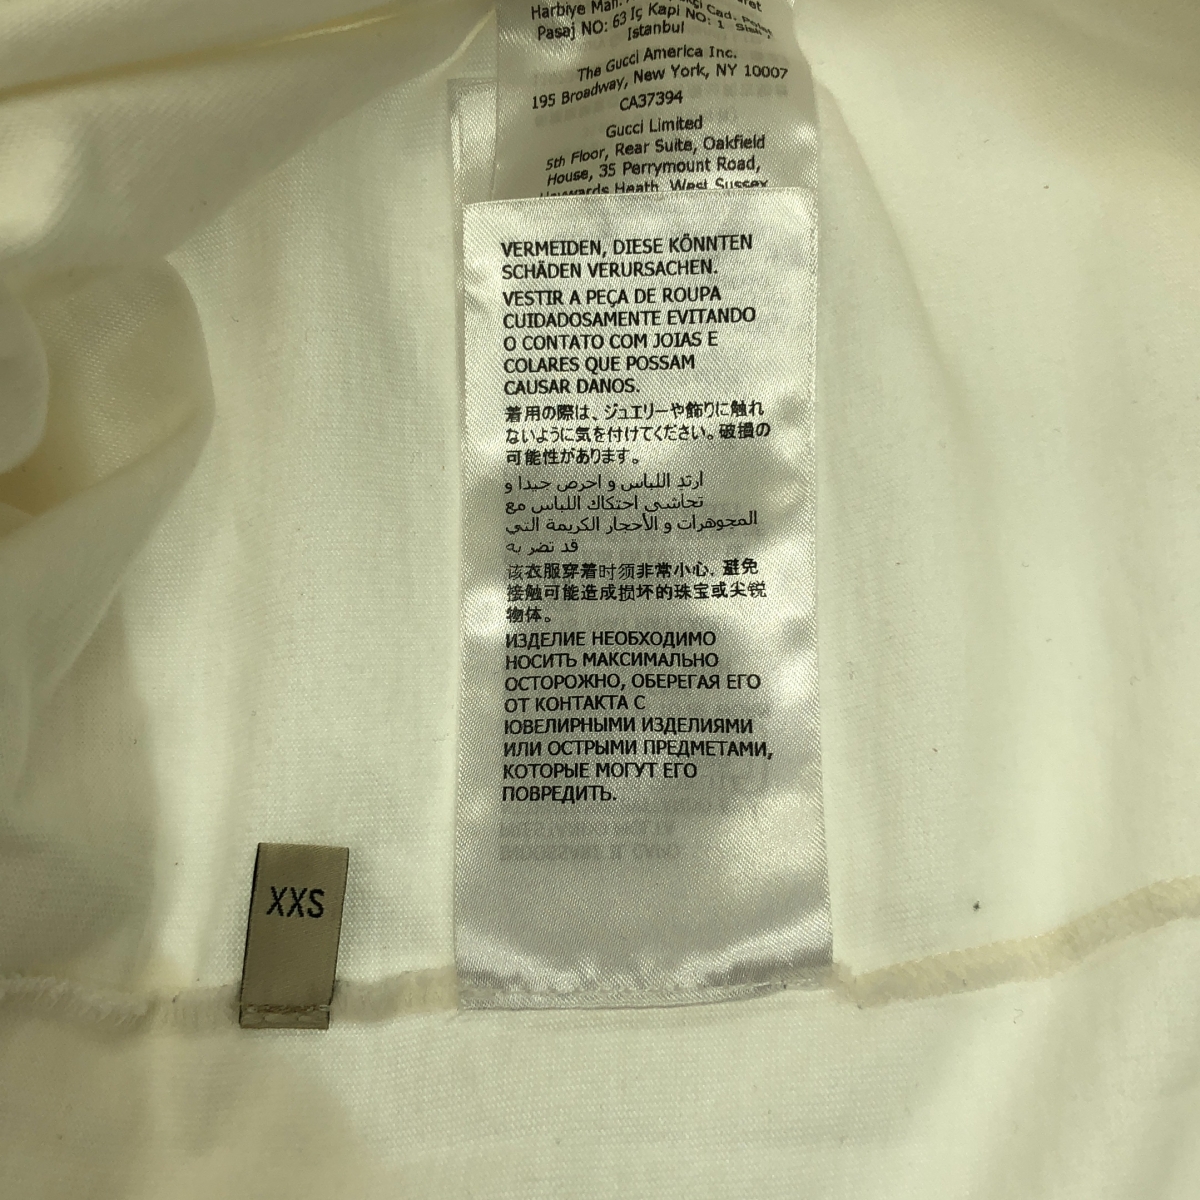 Harbiye Mah.
Pasaj NO: 63 Iç Kapi NO: 1
Istanbul
The Gucci America Inc.
195 Broadway, New York, NY 10007
CA37394
Gucci Limited
5th Floor, Rear Suite, Oakfield
House, 35 Perrymount Road,
Haywards Heath, West Sussex
VERMEIDEN, DIESE KÖNNTEN
SCHÄDEN VERURSACHEN.
VESTIR A PEÇA DE ROUPA
CUIDADOSAMENTE EVITANDO
O CONTATO COM JOIAS E
COLARES QUE POSSAM
CAUSAR DANOS.
着用の際は、ジュエリーや飾りに触れ
ないように気を付けてください。破損の
可能性があります。
ارتد اللباس و احرص جيدا و
تحاشى احتكاك اللباس مع
المجوهرات و الأحجار الكريمة التي
قد تضر به
该衣服穿着时须非常小心, 避免
接触可能造成损坏的珠宝或尖锐
物体。
ИЗДЕЛИЕ НЕОБХОДИМО
НОСИТЬ МАКСИМАЛЬНО
ОСТОРОЖНО, ОБЕРЕГАЯ ЕГО
ОТ КОНТАКТА С
ЮВЕЛИРНЫМИ ИЗДЕЛИЯМИ
ИЛИ ОСТРЫМИ ПРЕДМЕТАМИ,
КОТОРЫЕ МОГУТ ЕГО
ПОВРЕДИТЬ.
XXS